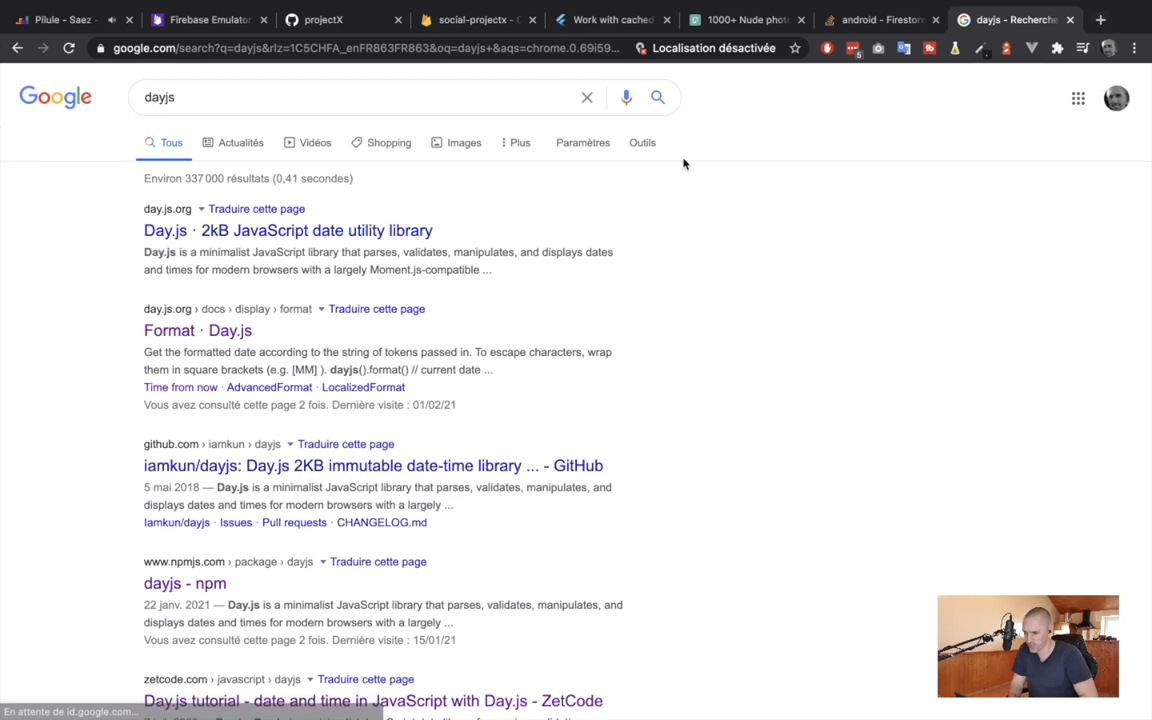 Pilule - Saez -
Firebase Emulator
projectX
social-projectx - C
Work with cached
1000+ Nude phot
android - Firestor
dayjs - Recherche
google.com/search?q=dayjs&rlz=1C5CHFA_enFR863FR863&oq=dayjs+&aqs=chrome.0.69i59...
Localisation désactivée
5
Google
dayjs
Tous
Actualités
Vidéos
Shopping
Images
Plus
Paramètres
Outils
Environ 337 000 résultats (0,41 secondes)
day.js.org Traduire cette page
Day.js · 2kB JavaScript date utility library
Day.js is a minimalist JavaScript library that parses, validates, manipulates, and displays dates
and times for modern browsers with a largely Moment.js-compatible ...
day.js.org › docs › display › format Traduire cette page
Format · Day.js
Get the formatted date according to the string of tokens passed in. To escape characters, wrap
them in square brackets (e.g. [MM] ). dayjs().format() // current date ...
Time from now · AdvancedFormat · LocalizedFormat
Vous avez consulté cette page 2 fois. Dernière visite : 01/02/21
github.com › iamkun › dayjs Traduire cette page
iamkun/dayjs: Day.js 2KB immutable date-time library ... - GitHub
5 mai 2018 — Day.js is a minimalist JavaScript library that parses, validates, manipulates, and
displays dates and times for modern browsers with a largely ...
Iamkun/dayjs · Issues · Pull requests · CHANGELOG.md
www.npmjs.com › package › dayjs Traduire cette page
dayjs - npm
22 janv. 2021 — Day.js is a minimalist JavaScript library that parses, validates, manipulates, and
displays dates and times for modern browsers with a largely ...
Vous avez consulté cette page 2 fois. Dernière visite : 15/01/21
zetcode.com › javascript › dayjs Traduire cette page
Day.js tutorial - date and time in JavaScript with Day.js - ZetCode
En attente de id.google.com...